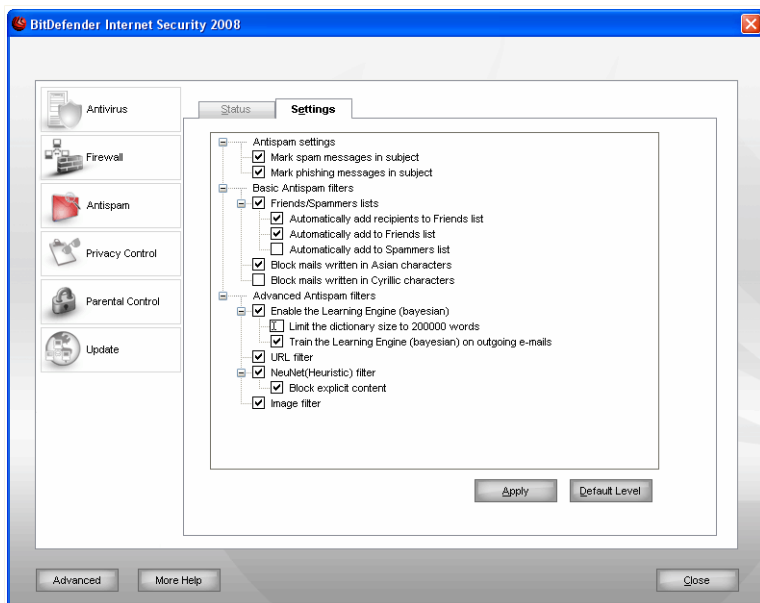 BitDefender Internet Security 2008
Antivirus
Firewall
Antispam
Privacy Control
Parental Control
Update
Status
Settings
Antispam settings
Mark spam messages in subject
Mark phishing messages in subject
Basic Antispam filters
Friends/Spammers lists
Automatically add recipients to Friends list
Automatically add to Friends list
Automatically add to Spammers list
Block mails written in Asian characters
Block mails written in Cyrillic characters
Advanced Antispam filters
Enable the Learning Engine (bayesian)
Limit the dictionary size to 200000 words
Train the Learning Engine (bayesian) on outgoing e-mails
URL filter
NeuNet(Heuristic) filter
Block explicit content
Image filter
Apply
Default Level
Advanced
More Help
Close